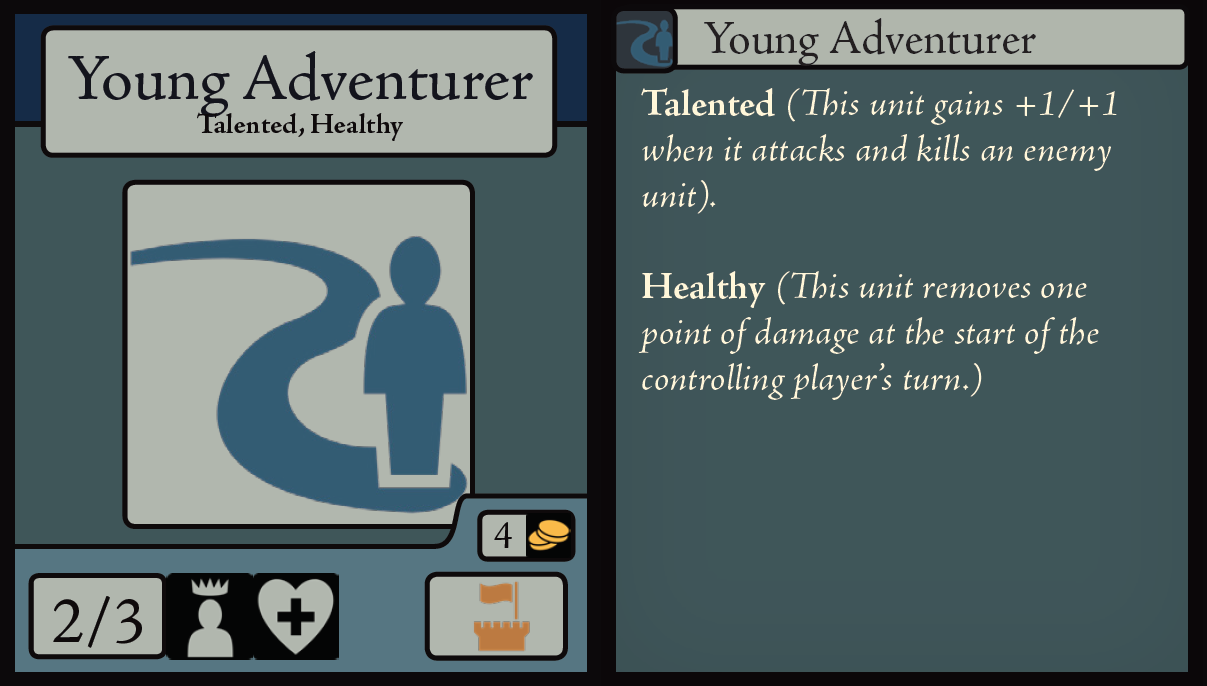 Young Adventurer
Talented, Healthy
4
2/3
Young Adventurer
Talented (This unit gains +1/+1
when it attacks and kills an enemy
unit).
Healthy (This unit removes one
point of damage at the start of the
controlling player's turn.)